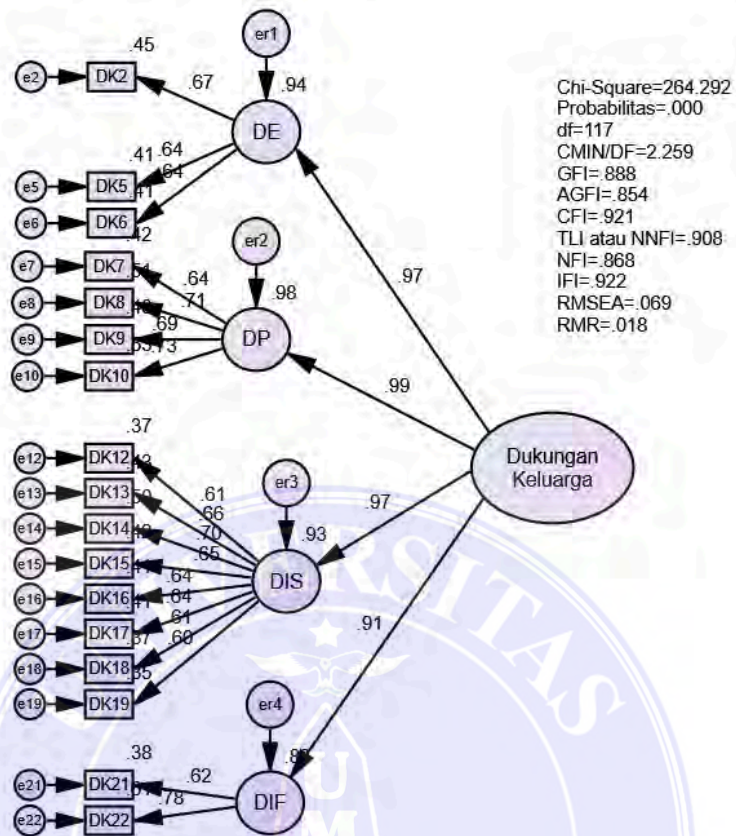 .45
er1
e2
DK2
.67
.94
DE
.41
.64
e5
DK5
.64
.41
e6
DK6
.42
er2
e7
DK7
.64
.98
e8
DK8
.71
e9
DK9
.69
DP
.73
e10
DK10
.97
.99
Dukungan
Keluarga
.97
.91
.37
e12
DK12
e13
DK13
.61
er3
.66
e14
DK14
.70
.93
e15
DK15
.65
DIS
e16
DK16
.64
.64
e17
DK17
.61
e18
DK18
.60
e19
DK19
er4
.38
e21
DK21
.62
DIF
e22
DK22
.78
Chi-Square=264.292
Probabilitas=.000
df=117
CMIN/DF=2.259
GFI=.888
AGFI=.854
CFI=.921
TLI atau NNFI=.908
NFI=.868
IFI=.922
RMSEA=.069
RMR=.018